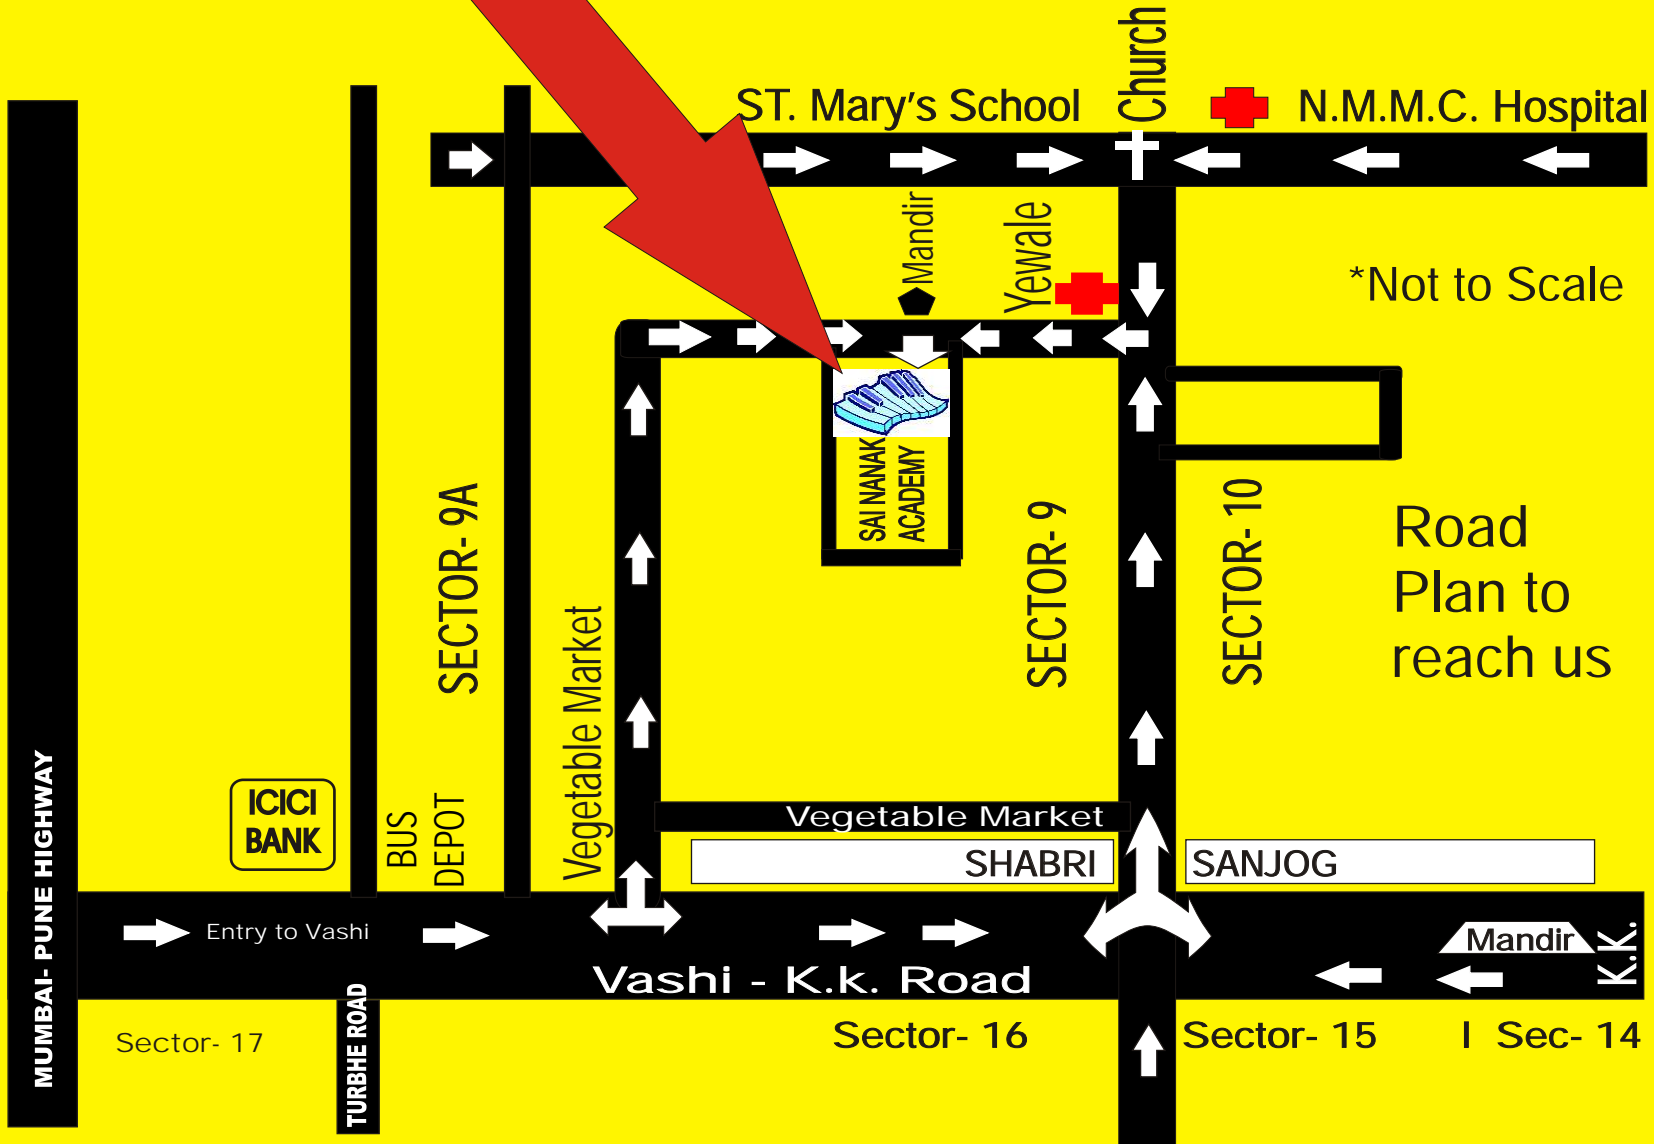 Church
ST. Mary's School
N.M.M.C. Hospital
Mandir
Yewale
*Not to Scale
SAI NANAK
ACADEMY
SECTOR- 9A
SECTOR- 9
SECTOR- 10
Road
Plan to
reach us
Vegetable Market
MUMBAI- PUNE HIGHWAY
ICICI
BANK
BUS
DEPOT
Vegetable Market
SHABRI
SANJOG
Entry to Vashi
Mandir
K.K.
Vashi - K.k. Road
TURBHE ROAD
Sector- 17
Sector- 16
Sector- 15
I Sec- 14